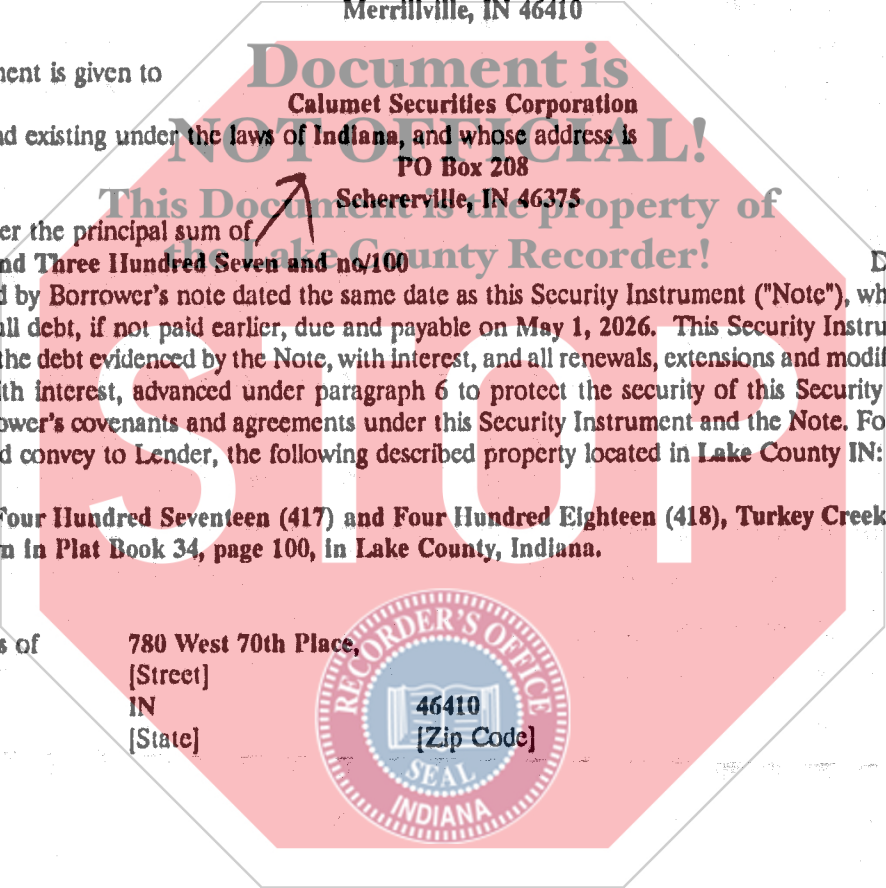 Merrillville, IN 46410
ent is given to
Document is
Calumet Securities Corporation
d existing under the laws of Indiana, and whose address is
NOT OFFICIAL!
PO Box 208
Schererville, IN 46375
This Document is the property of
er the principal sum of
the Lake County Recorder!
nd Three Hundred Seven and no/100 D
d by Borrower's note dated the same date as this Security Instrument ("Note"), wh
ll debt, if not paid earlier, due and payable on May 1, 2026. This Security Instru
the debt evidenced by the Note, with interest, and all renewals, extensions and modif
ith interest, advanced under paragraph 6 to protect the security of this Security
ower's covenants and agreements under this Security Instrument and the Note. Fo
d convey to Lender, the following described property located in Lake County IN:
STOP
Four Hundred Seventeen (417) and Four Hundred Eighteen (418), Turkey Creek
n in Plat Book 34, page 100, in Lake County, Indiana.
s of 780 West 70th Place,
[Street]
IN 46410
[State] [Zip Code]
RECORDER'S OFFICE
SEAL
INDIANA